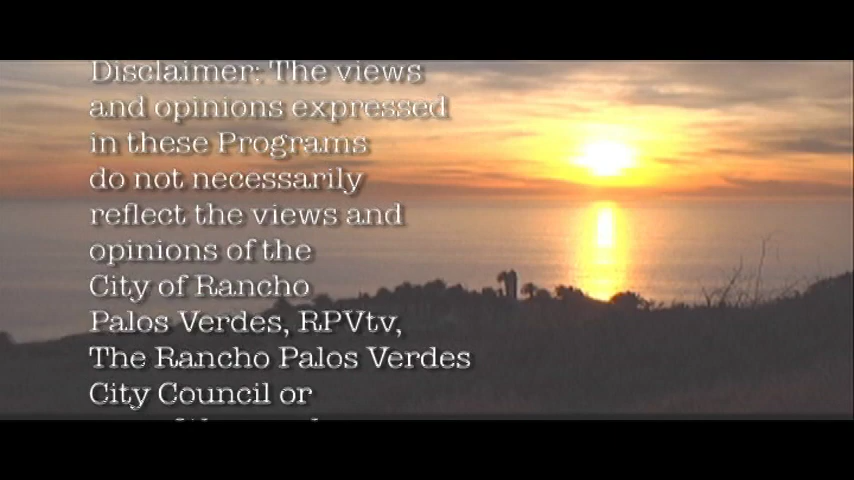 Disclaimer: The views
and opinions expressed
in these Programs
do not necessarily
reflect the views and
opinions of the
City of Rancho
Palos Verdes, RPVtv,
The Rancho Palos Verdes
City Council or